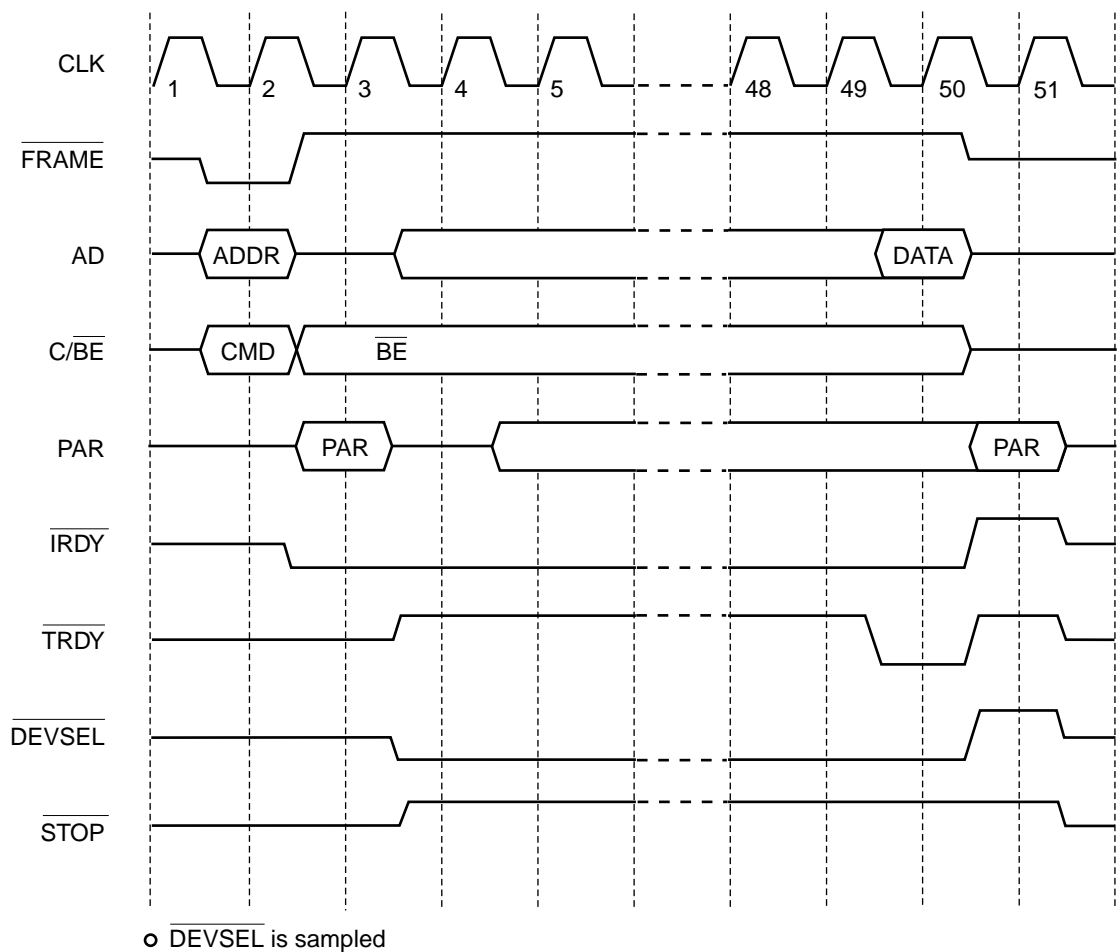 CLK
1 2 3 4 5 48 49 50 51
FRAME
AD ADDR DATA
C/BE CMD BE
PAR PAR PAR
IRDY
TRDY
DEVSEL
STOP
DEVSEL is sampled